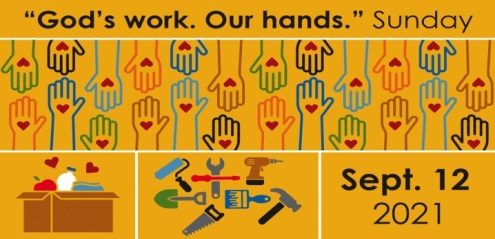 “God’s work. Our hands.” Sunday
Sept. 12
2021